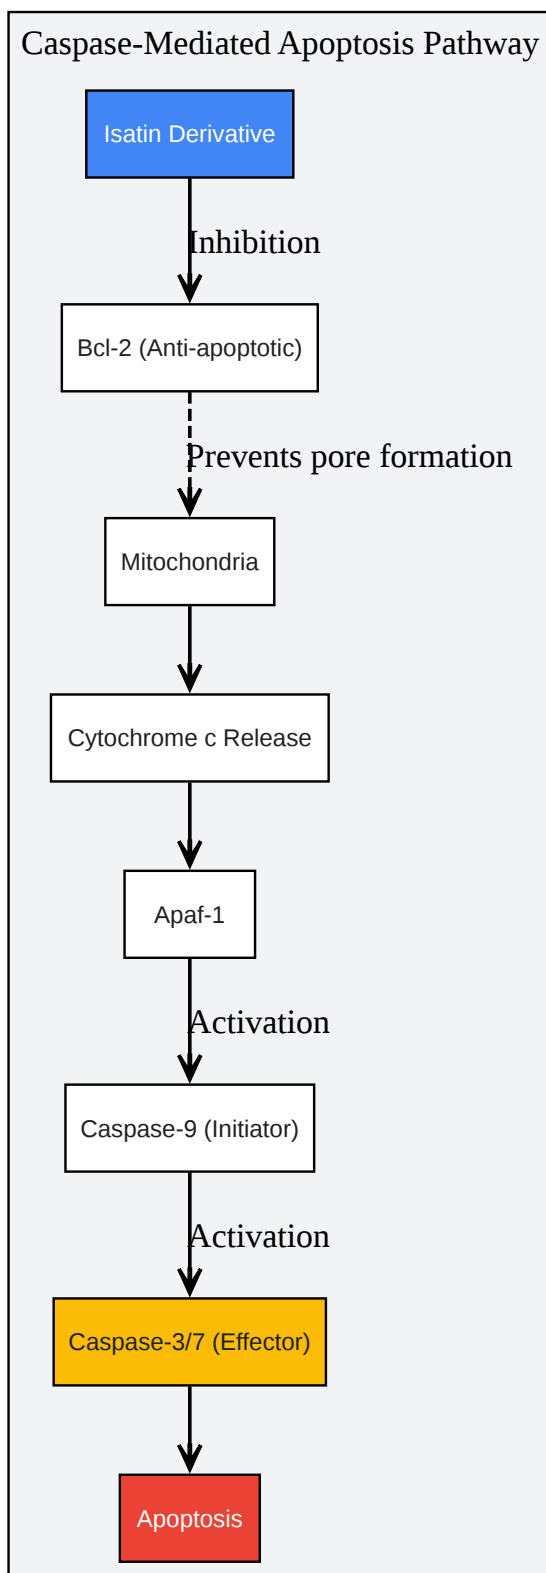 Caspase-Mediated Apoptosis Pathway
Isatin Derivative
Inhibition
Bcl-2 (Anti-apoptotic)
Prevents pore formation
Mitochondria
Cytochrome c Release
Apaf-1
Activation
Caspase-9 (Initiator)
Activation
Caspase-3/7 (Effector)
Apoptosis